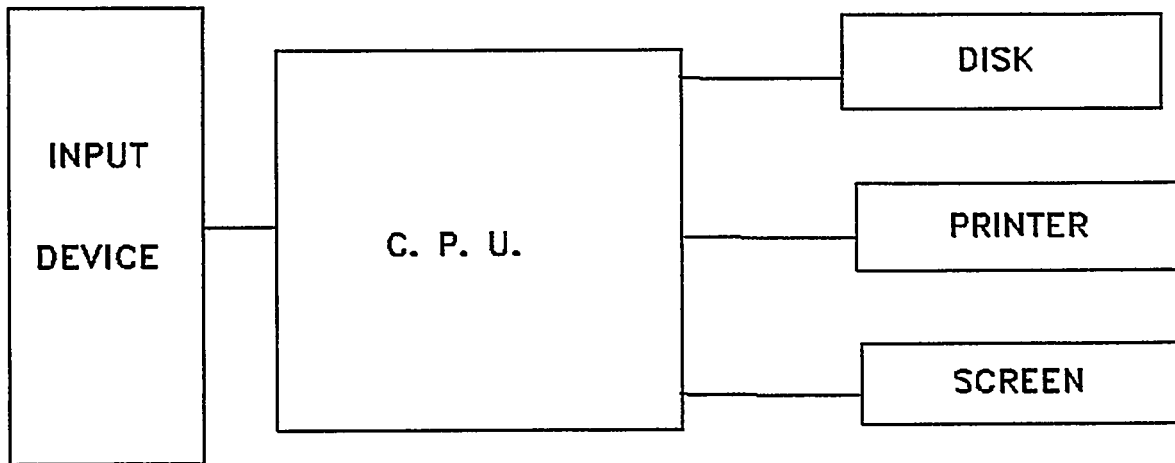 INPUT
DEVICE
C. P. U.
DISK
PRINTER
SCREEN